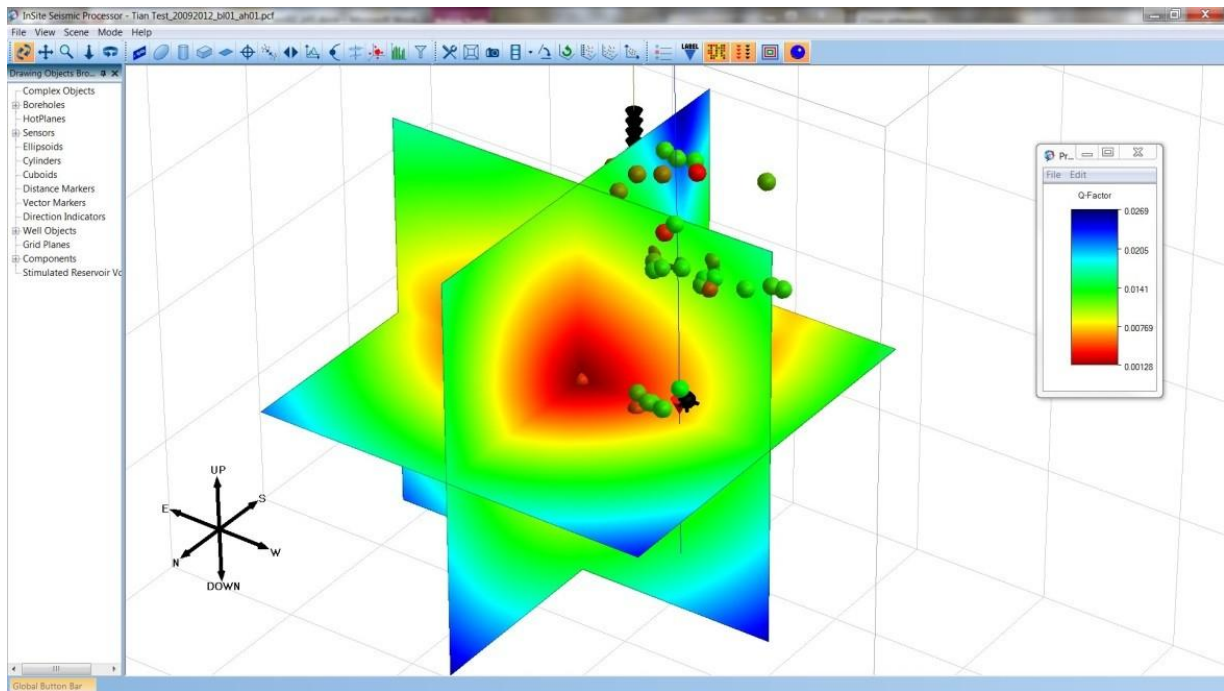 InSite Seismic Processor - Tian Test_20092012_bl01_ah01.pcf
File View Scene Mode Help
LABEL
Drawing Objects Bro...
Complex Objects
Boreholes
HotPlanes
Sensors
Ellipsoids
Cylinders
Cuboids
Distance Markers
Vector Markers
Direction Indicators
Well Objects
Grid Planes
Components
Stimulated Reservoir Vo
Pr...
File Edit
Q-Factor
0.0269
0.0205
0.0141
0.00769
0.00128
UP
E
S
N
W
DOWN
Global Button Bar